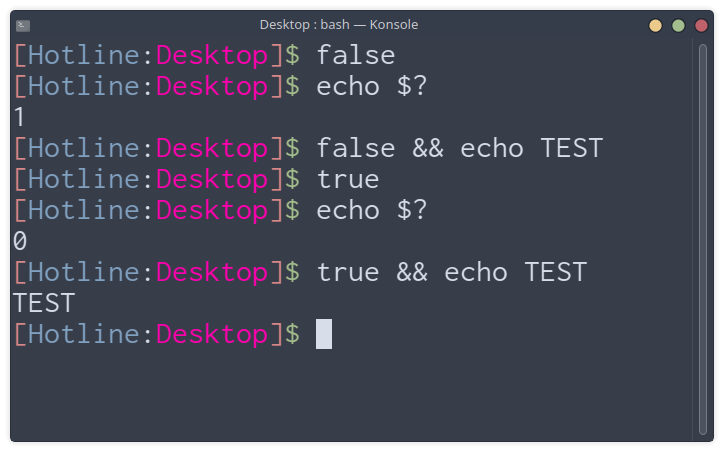 Desktop : bash — Konsole
[Hotline:Desktop]$ false
[Hotline:Desktop]$ echo $?
1
[Hotline:Desktop]$ false && echo TEST
[Hotline:Desktop]$ true
[Hotline:Desktop]$ echo $?
0
[Hotline:Desktop]$ true && echo TEST
TEST
[Hotline:Desktop]$